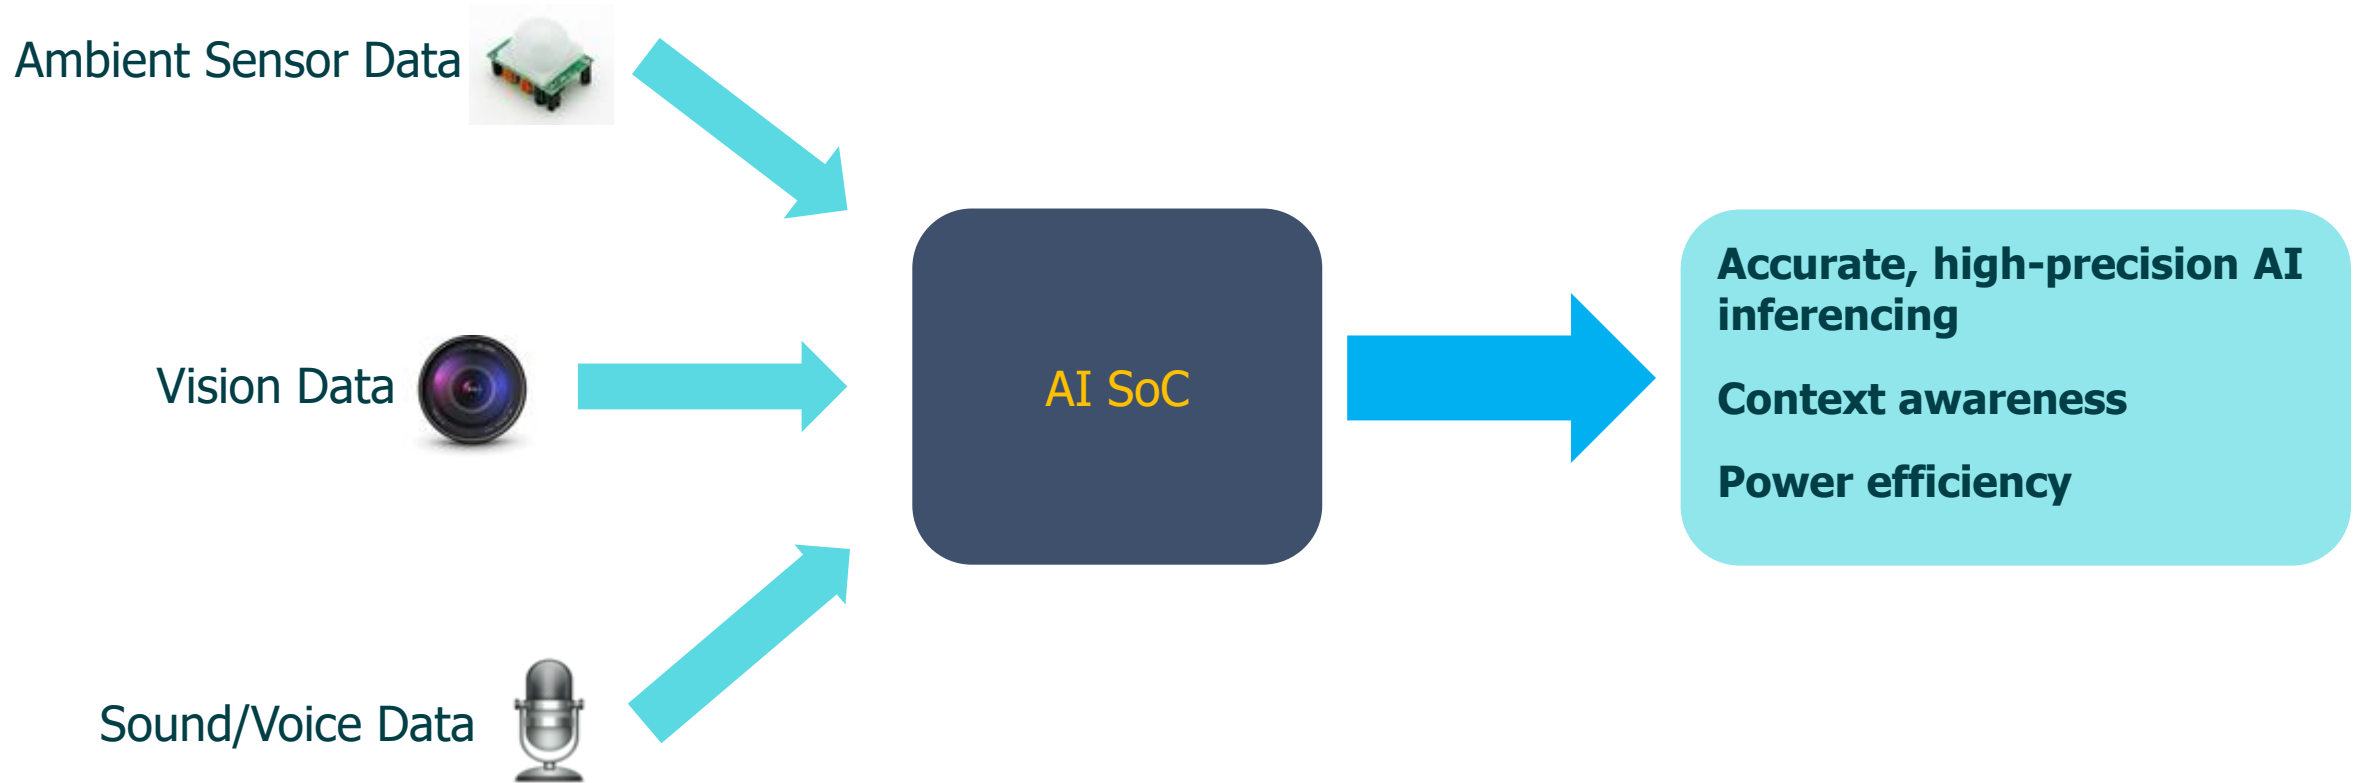 Ambient Sensor Data
Vision Data
Sound/Voice Data
AI SoC
Accurate, high-precision AI
inferencing
Context awareness
Power efficiency